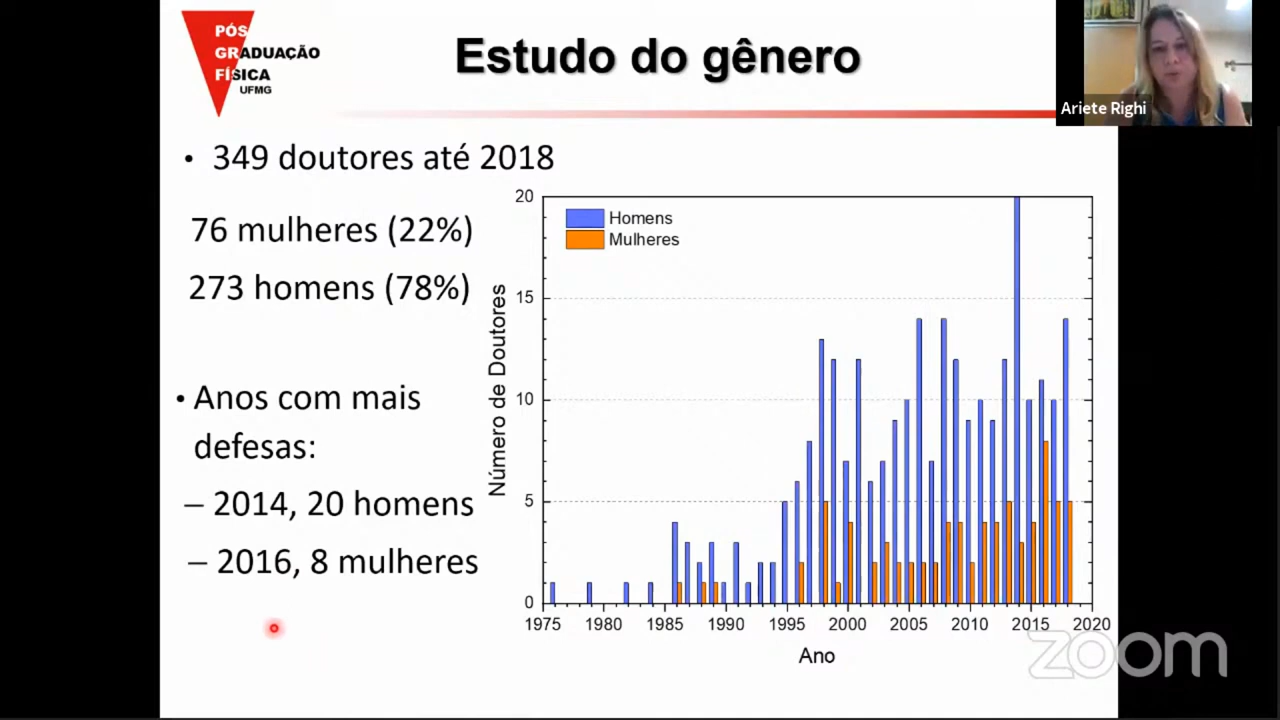 PÓS
GRADUAÇÃO
FÍSICA
UFMG
Estudo do gênero
Ariete Righi
• 349 doutores até 2018
76 mulheres (22%)
273 homens (78%)
• Anos com mais
defesas:
– 2014, 20 homens
– 2016, 8 mulheres
Homens
Mulheres
Número de Doutores
20
15
10
5
0
1975 1980 1985 1990 1995 2000 2005 2010 2015 2020
Ano
zoom